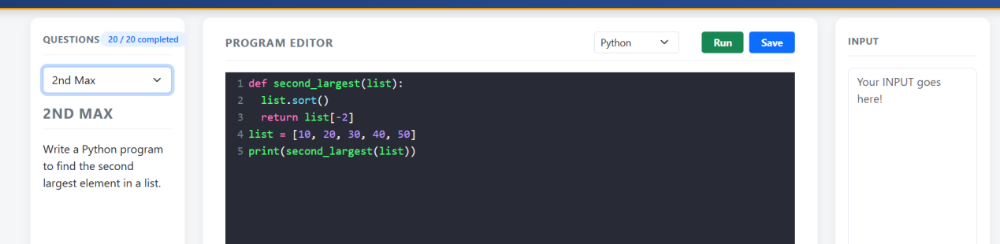 QUESTIONS 20 / 20 completed
2nd Max
2ND MAX
Write a Python program
to find the second
largest element in a list.
PROGRAM EDITOR
Python
Run
Save
1 def second_largest(list):
2   list.sort()
3   return list[-2]
4 list = [10, 20, 30, 40, 50]
5 print(second_largest(list))
INPUT
Your INPUT goes
here!